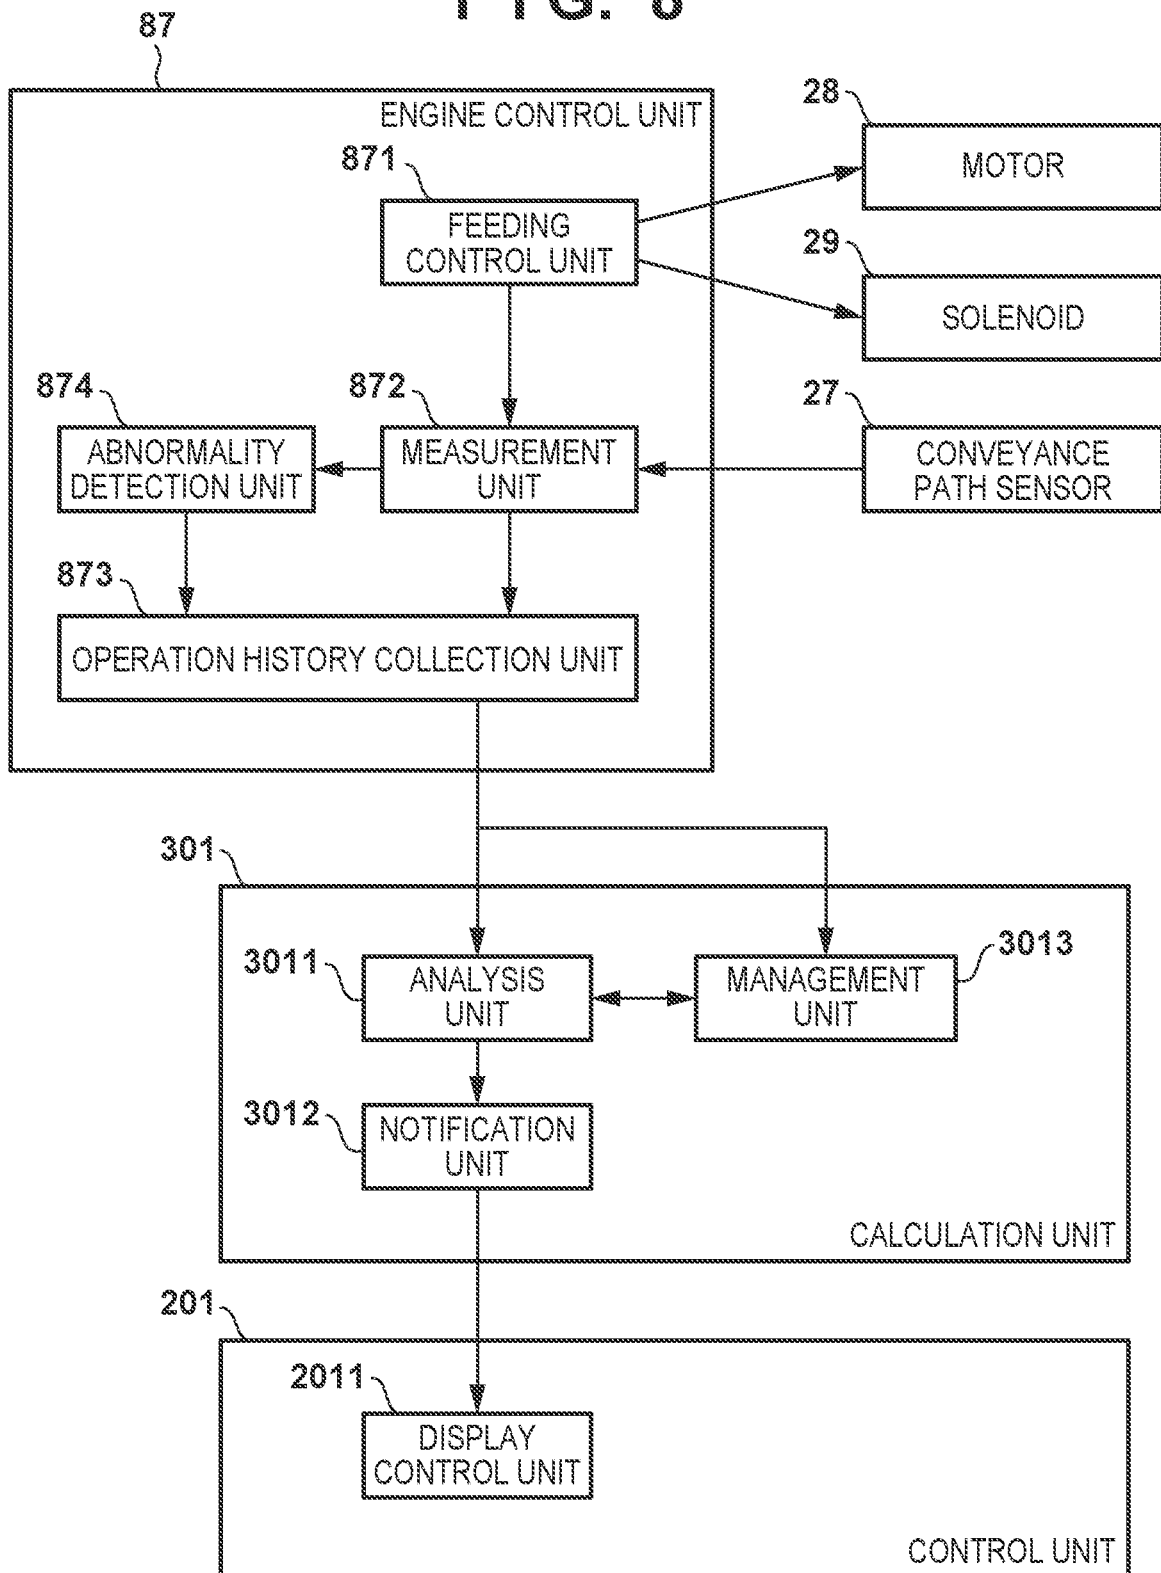 FIG. 8
87
ENGINE CONTROL UNIT
28
MOTOR
871
FEEDING
CONTROL UNIT
29
SOLENOID
874
872
27
ABNORMALITY
DETECTION UNIT
MEASUREMENT
UNIT
CONVEYANCE
PATH SENSOR
873
OPERATION HISTORY COLLECTION UNIT
301
3011
ANALYSIS
UNIT
MANAGEMENT
UNIT
3013
3012
NOTIFICATION
UNIT
CALCULATION UNIT
201
2011
DISPLAY
CONTROL UNIT
CONTROL UNIT